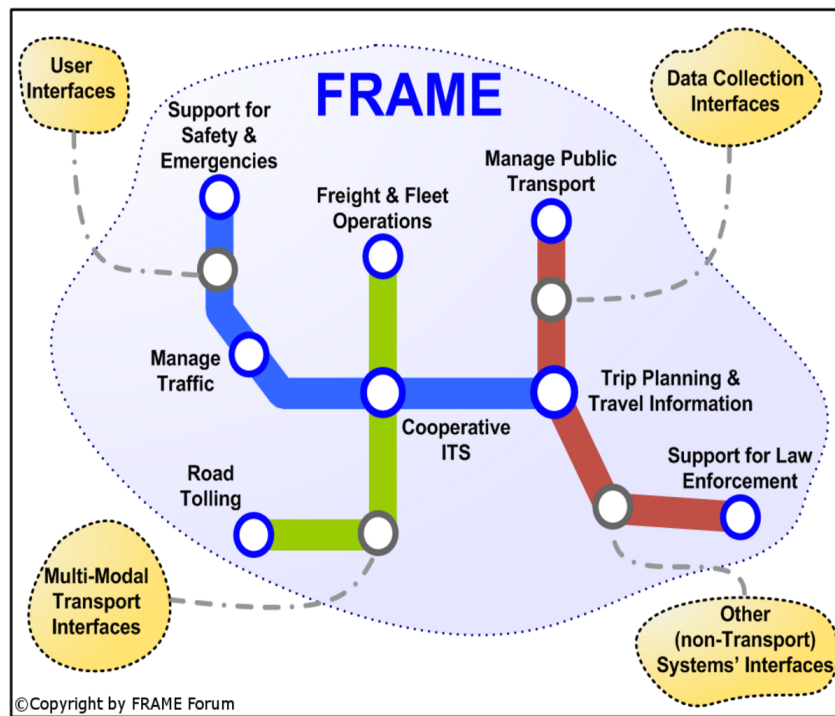 FRAME
User
Interfaces
Data Collection
Interfaces
Support for
Safety &
Emergencies
Freight & Fleet
Operations
Manage Public
Transport
Manage
Traffic
Cooperative
ITS
Trip Planning &
Travel Information
Road
Tolling
Support for Law
Enforcement
Multi-Modal
Transport
Interfaces
Other
(non-Transport)
Systems' Interfaces
©Copyright by FRAME Forum